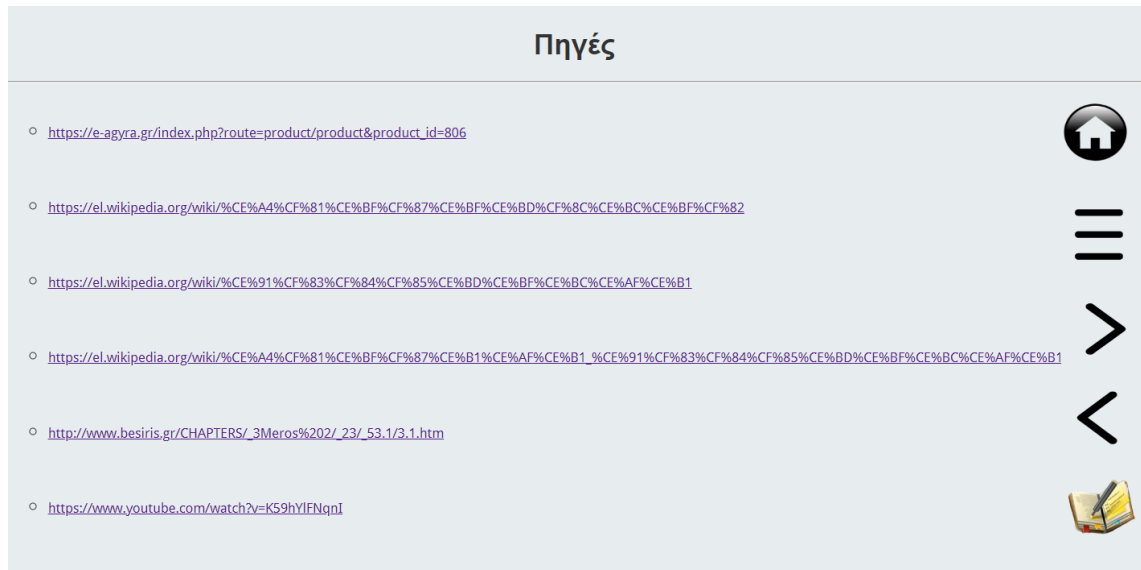 Πηγές
https://e-agyra.gr/index.php?route=product/product&product_id=806
https://el.wikipedia.org/wiki/%CE%A4%CF%81%CE%BF%CF%87%CE%BF%CE%BD%CF%8C%CE%BC%CE%BF%CF%82
https://el.wikipedia.org/wiki/%CE%91%CF%83%CF%84%CF%85%CE%BD%CE%BF%CE%BC%CE%AF%CE%B1
https://el.wikipedia.org/wiki/%CE%A4%CF%81%CE%BF%CF%87%CE%B1%CE%AF%CE%B1_%CE%91%CF%83%CF%84%CF%85%CE%BD%CE%BF%CE%BC%CE%AF%CE%B1
http://www.besiris.gr/CHAPTERS/_3Meros%202/_23/_53.1/3.1.htm
https://www.youtube.com/watch?v=K59hYlFNqnI